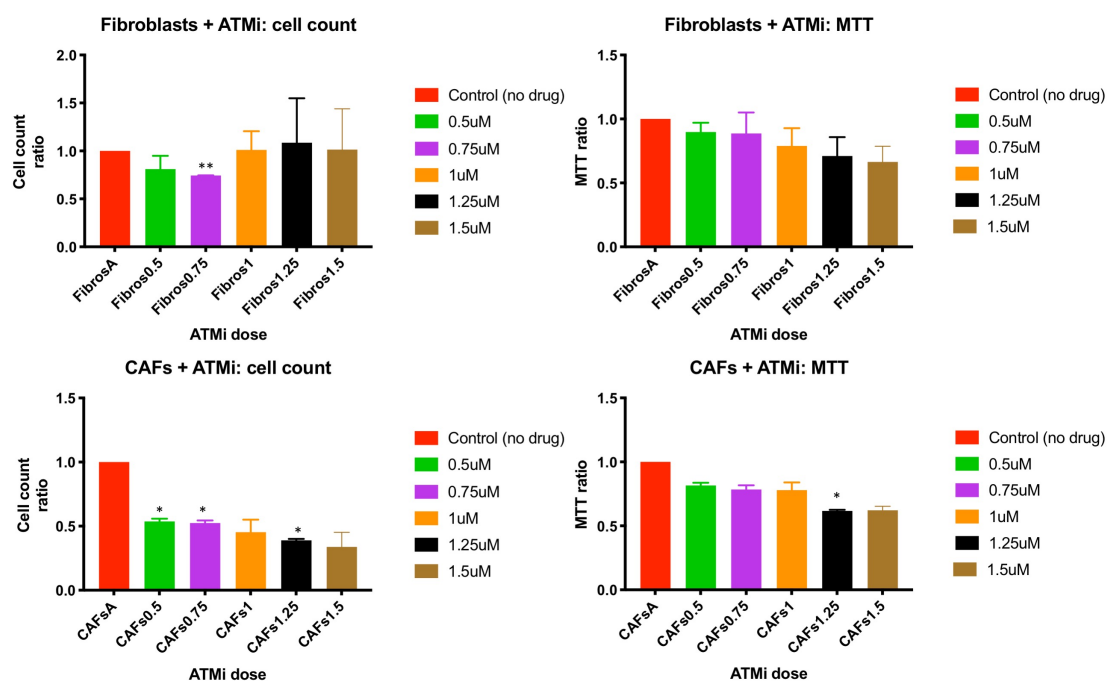 Fibroblasts + ATMi: cell count
2.0
1.5
1.0
0.5
0.0
Cell count
ratio
**
FibrosA
Fibros0.5
Fibros0.75
Fibros1
Fibros1.25
Fibros1.5
ATMi dose
Control (no drug)
0.5uM
0.75uM
1uM
1.25uM
1.5uM
Fibroblasts + ATMi: MTT
1.5
1.0
0.5
0.0
MTT ratio
FibrosA
Fibros0.5
Fibros0.75
Fibros1
Fibros1.25
Fibros1.5
ATMi dose
Control (no drug)
0.5uM
0.75uM
1uM
1.25uM
1.5uM
CAFs + ATMi: cell count
1.5
1.0
0.5
0.0
Cell count
ratio
*
*
*
CAFsA
CAFs0.5
CAFs0.75
CAFs1
CAFs1.25
CAFs1.5
ATMi dose
Control (no drug)
0.5uM
0.75uM
1uM
1.25uM
1.5uM
CAFs + ATMi: MTT
1.5
1.0
0.5
0.0
MTT ratio
*
CAFsA
CAFs0.5
CAFs0.75
CAFs1
CAFs1.25
CAFs1.5
ATMi dose
Control (no drug)
0.5uM
0.75uM
1uM
1.25uM
1.5uM